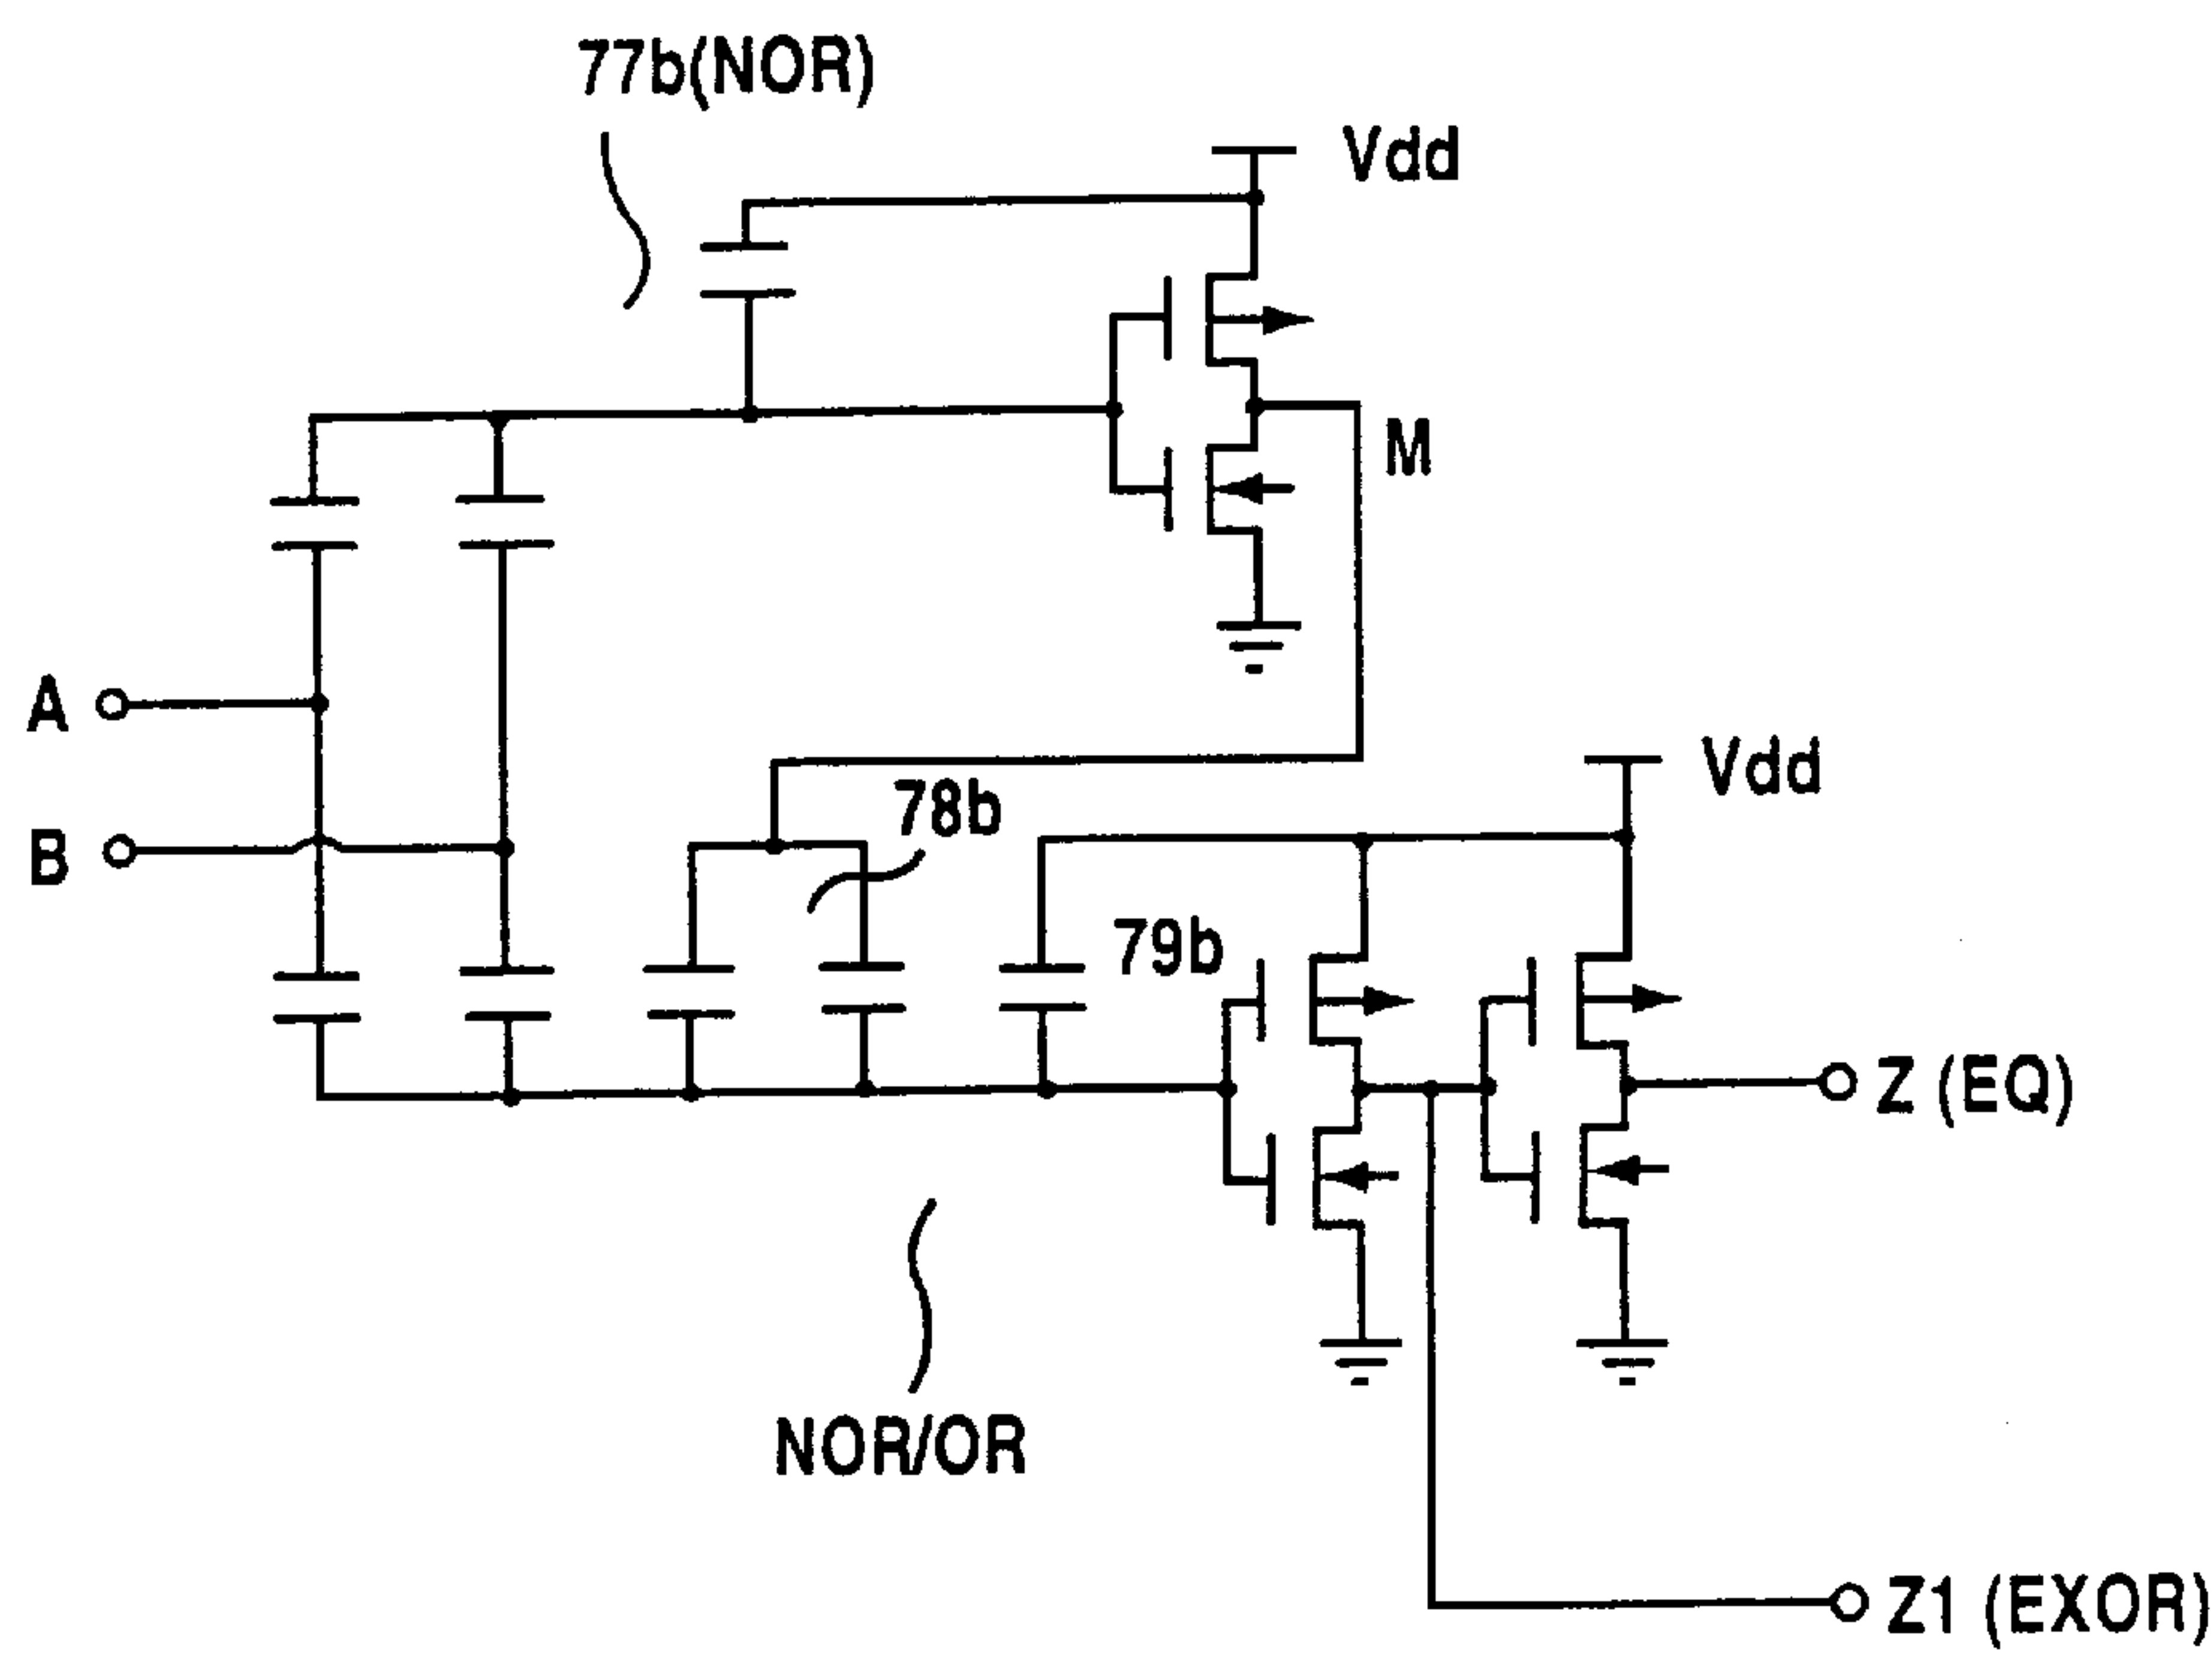 77b(NOR)
Vdd
M
A
Vdd
78b
B
79b
Z (EQ)
NOR/OR
Z1 (EXOR)